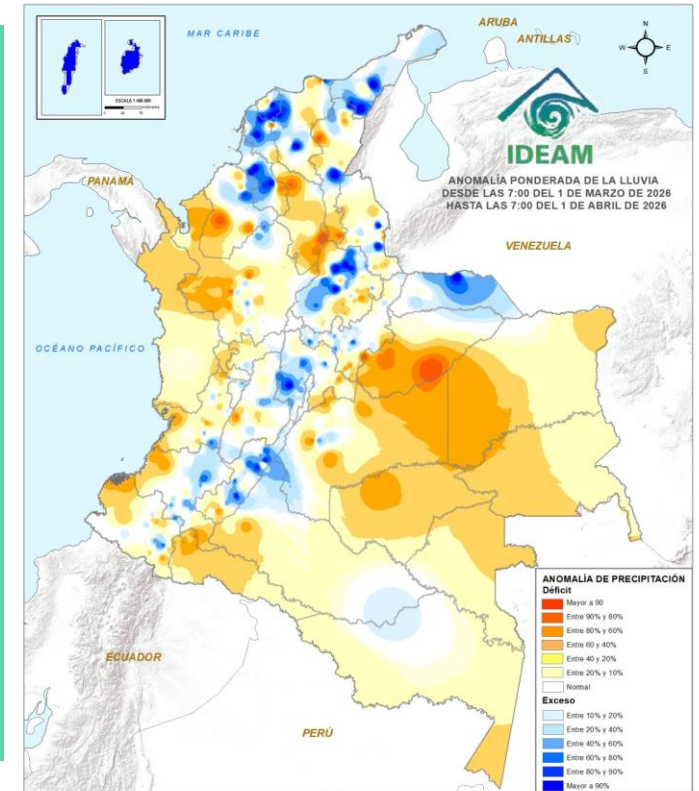 MAR CARIBE
ARUBA
ANTILLAS
N
W
E
S
ESCALA 1:400.000
IDEAM
ANOMALÍA PONDERADA DE LA LLUVIA
DESDE LAS 7:00 DEL 1 DE MARZO DE 2026
HASTA LAS 7:00 DEL 1 DE ABRIL DE 2026
PANAMA
VENEZUELA
OCÉANO PACÍFICO
ECUADOR
PERÚ
ANOMALÍA DE PRECIPITACIÓN
Déficit
Mayor a 90
Entre 90% y 80%
Entre 80% y 60%
Entre 60 y 40%
Entre 40 y 20%
Entre 20% y 10%
Normal
Exceso
Entre 10% y 20%
Entre 20% y 40%
Entre 40% y 60%
Entre 60% y 80%
Entre 80% y 90%
Mayor a 90%